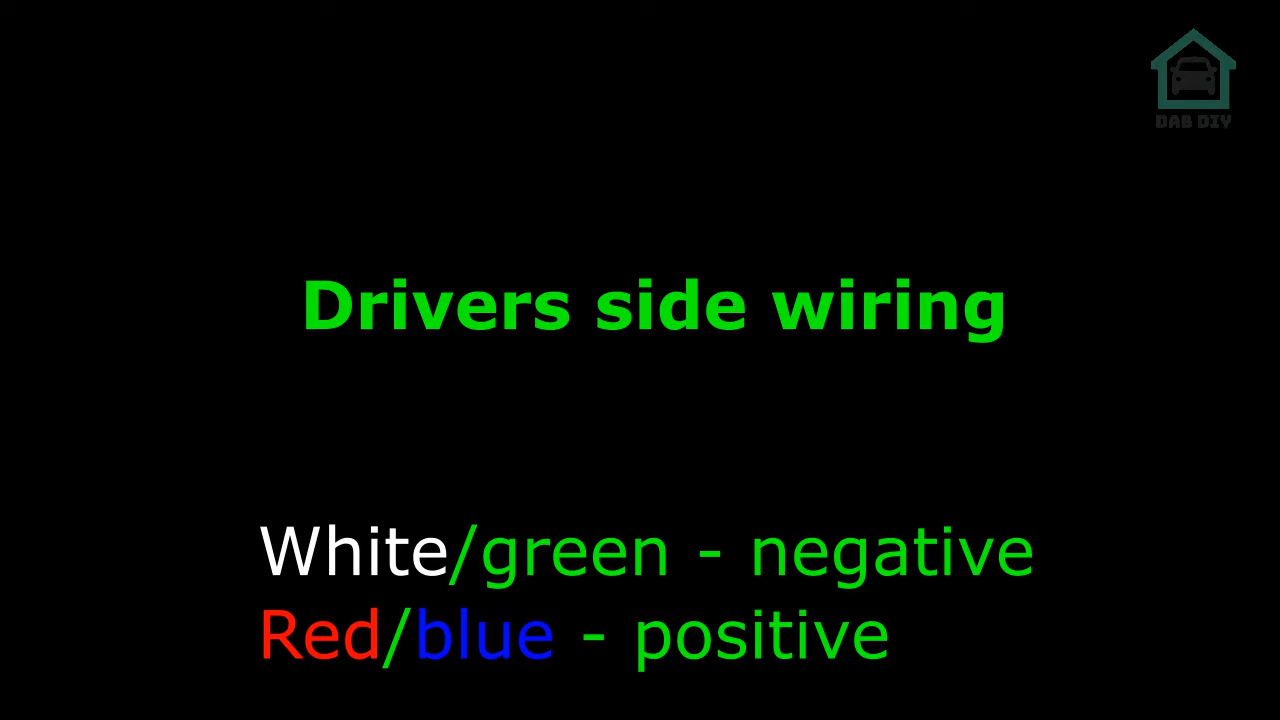 DAB DIY
Drivers side wiring
White/green - negative
Red/blue - positive